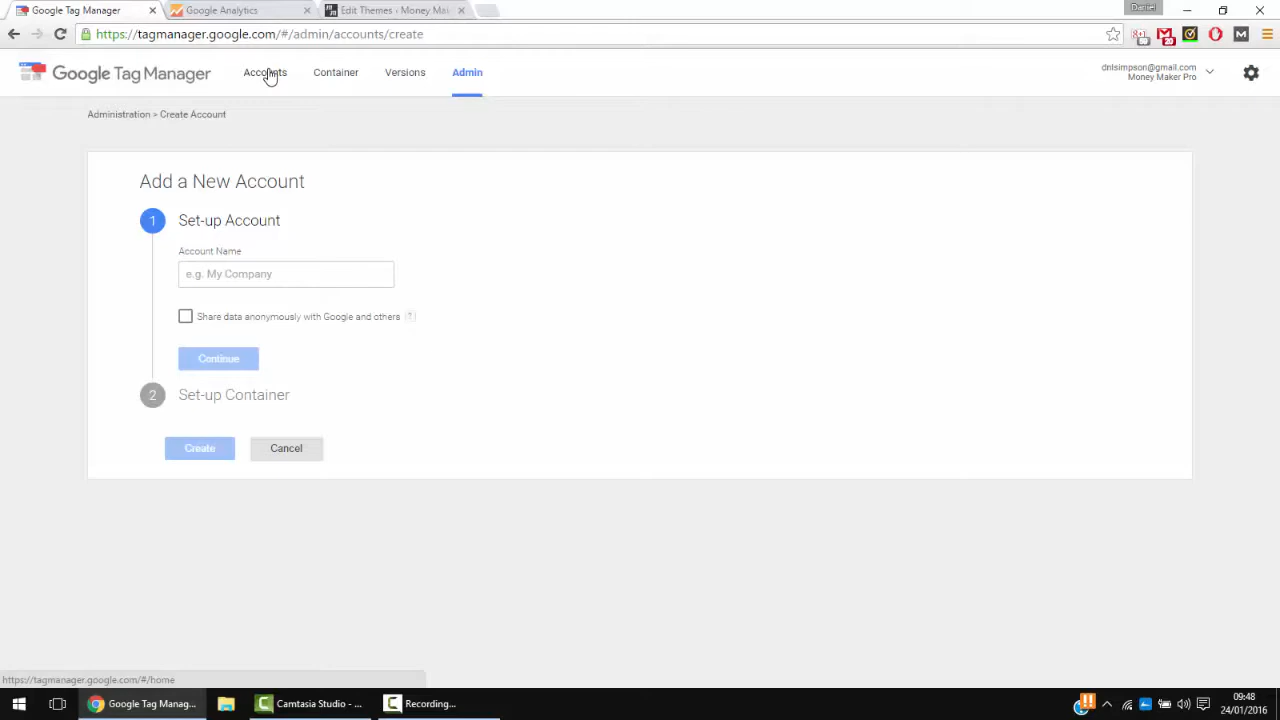 Google Tag Manager
Google Analytics
Edit Themes ‹ Money Mak
Daniel
https://tagmanager.google.com/#/admin/accounts/create
20
M
Google Tag Manager
Accounts
Container
Versions
Admin
dnlsimpson@gmail.com
Money Maker Pro
Administration > Create Account
Add a New Account
1
Set-up Account
Account Name
e.g. My Company
Share data anonymously with Google and others
?
Continue
2
Set-up Container
Create
Cancel
https://tagmanager.google.com/#/home
Google Tag Manag...
Camtasia Studio - ...
Recording...
09:48
24/01/2016